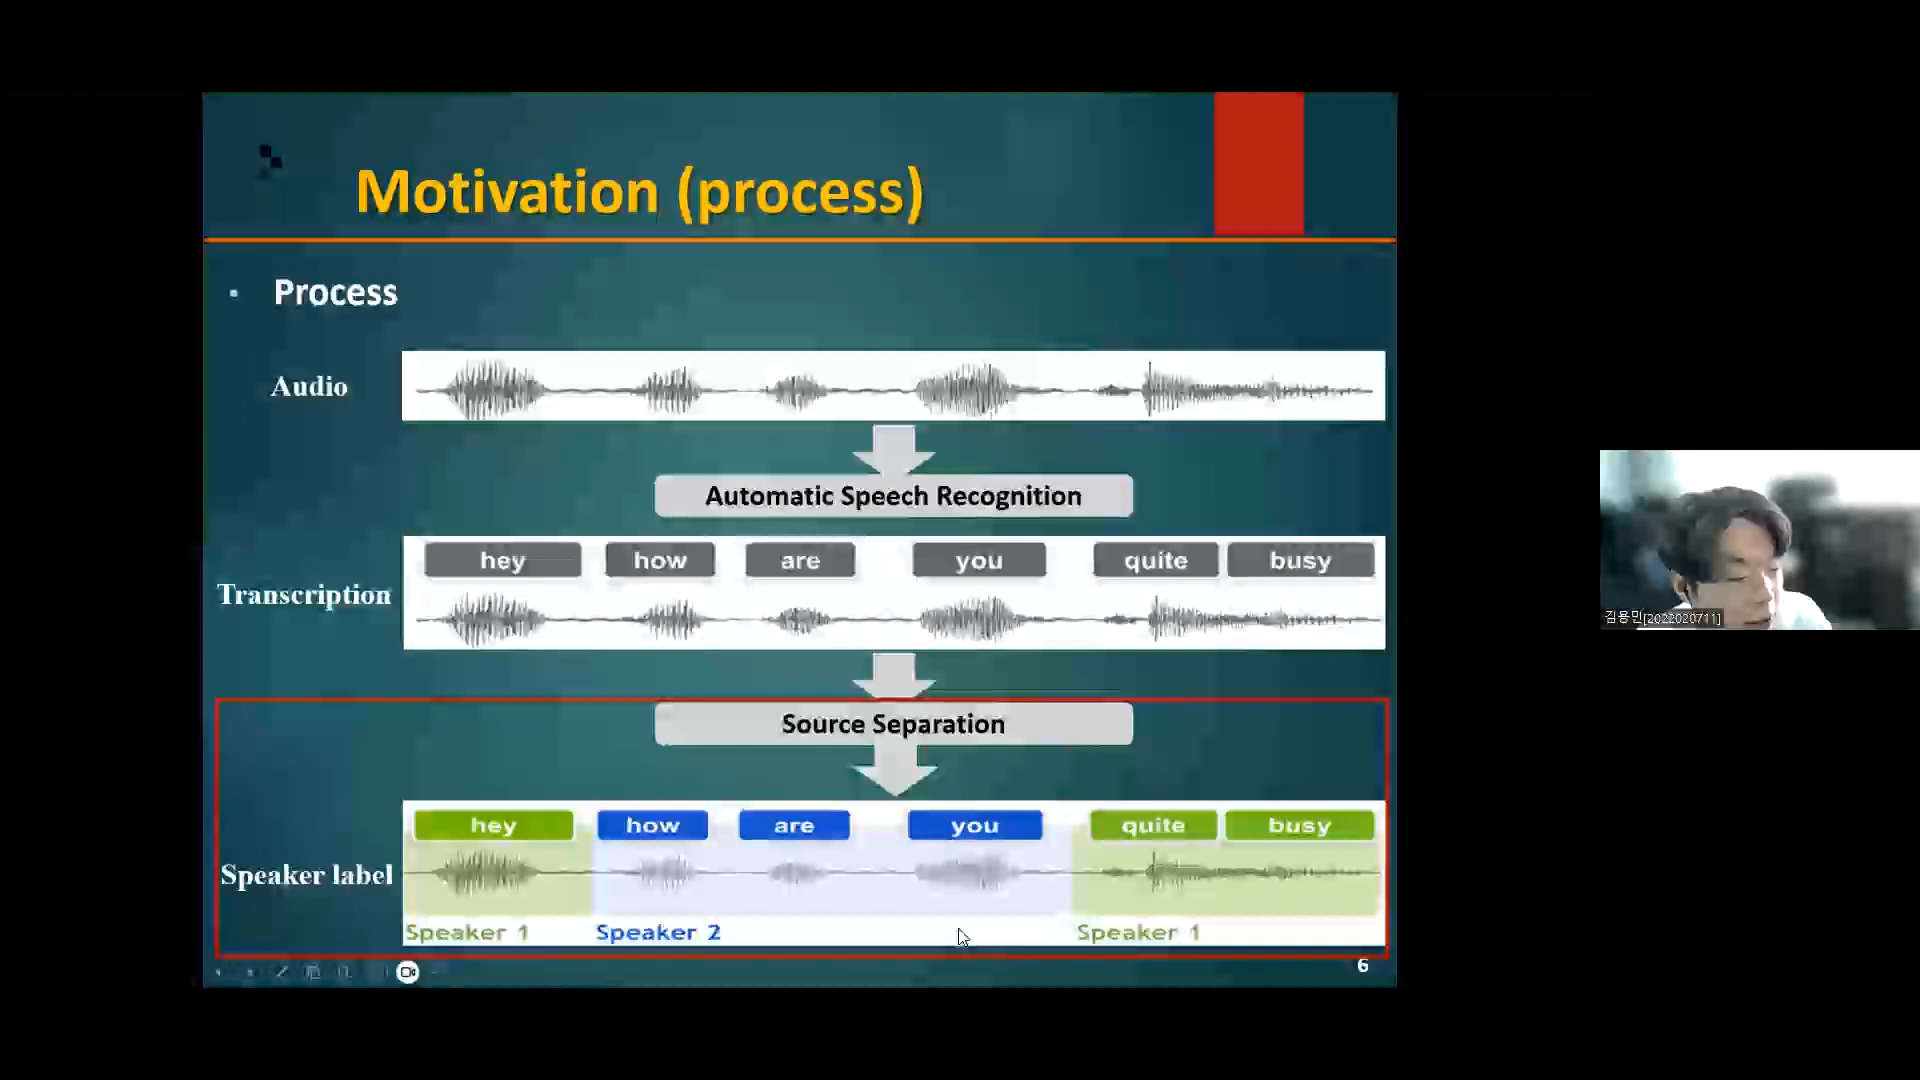 Motivation (process)
• Process
Audio
Automatic Speech Recognition
hey how are you quite busy
Transcription
Source Separation
hey how are you quite busy
Speaker label
Speaker 1 Speaker 2 Speaker 1
6
김용민[2022020711]